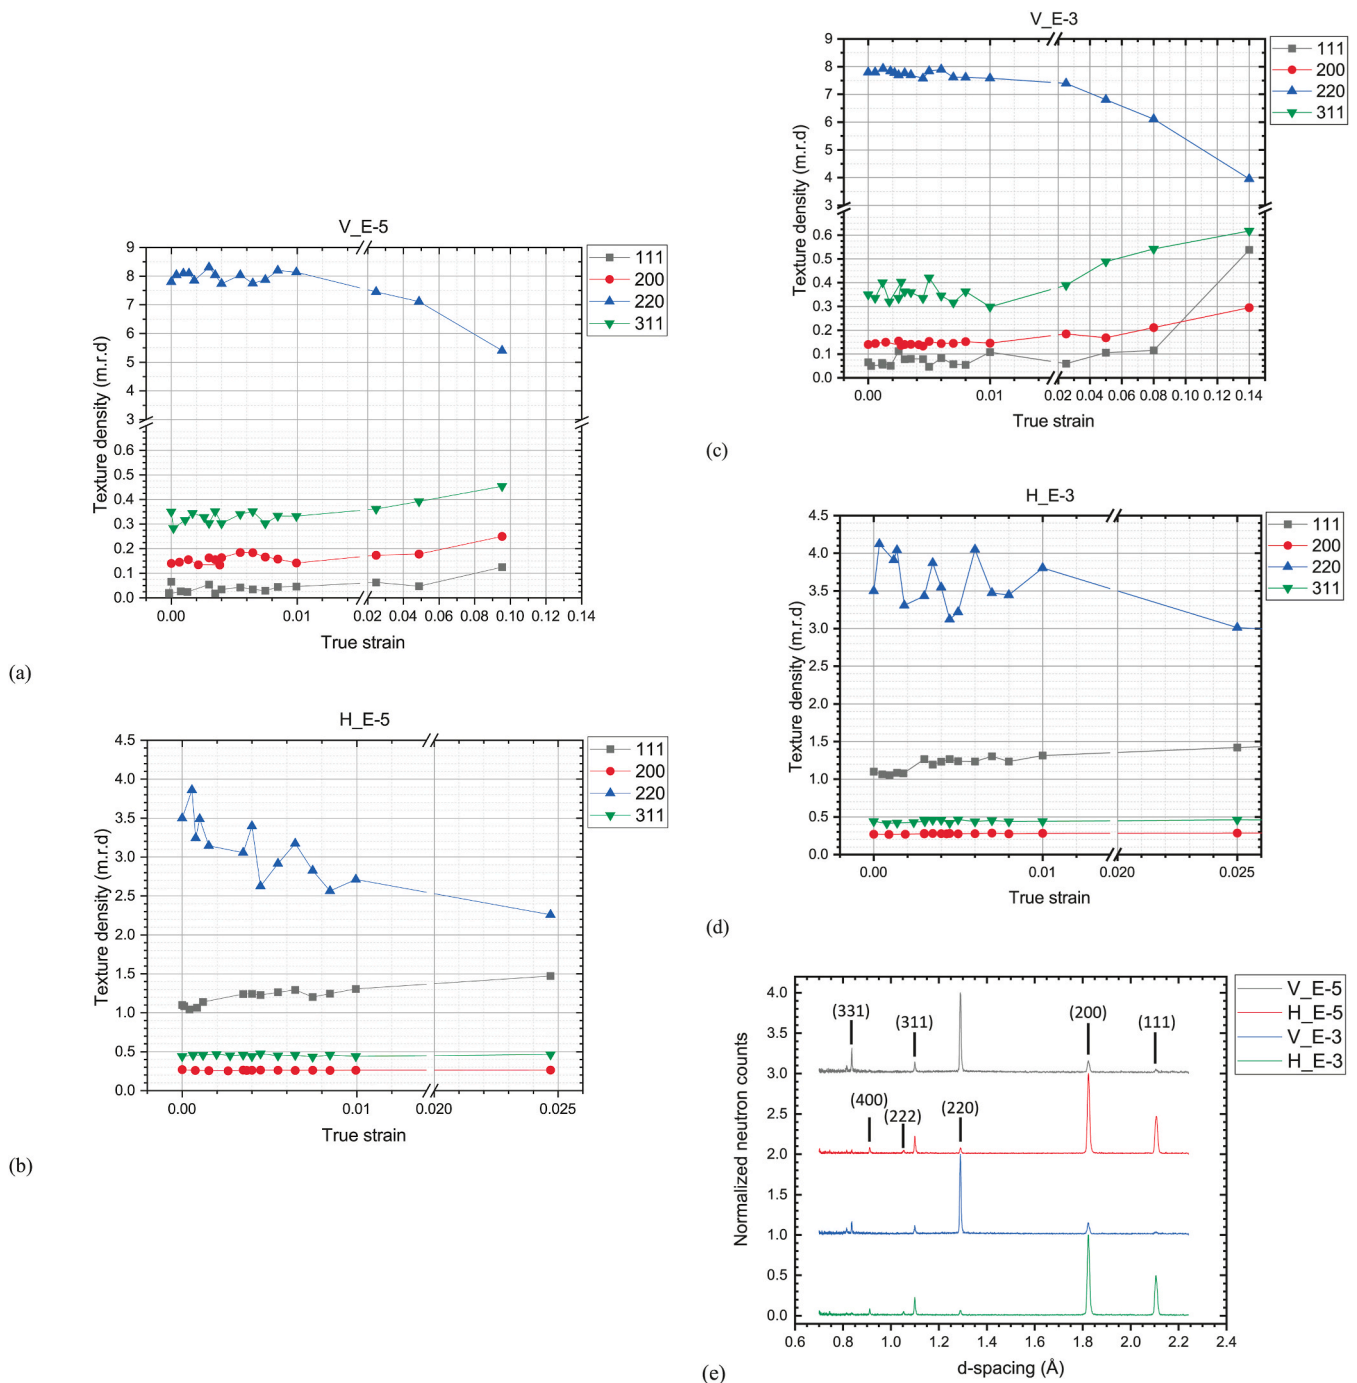 V_E-5
9
8
7
6
5
4
3
0.6
0.5
0.4
0.3
0.2
0.1
0.0
Texture density (m.r.d)
0.00 0.01 0.02 0.04 0.06 0.08 0.10 0.12 0.14
True strain
111
200
220
311
(a)
H_E-5
4.5
4.0
3.5
3.0
2.5
2.0
1.5
1.0
0.5
0.0
Texture density (m.r.d)
0.00 0.01 0.020 0.025
True strain
111
200
220
311
(b)
V_E-3
9
8
7
6
5
4
3
0.6
0.5
0.4
0.3
0.2
0.1
0.0
Texture density (m.r.d)
0.00 0.01 0.02 0.04 0.06 0.08 0.10 0.12 0.14
True strain
111
200
220
311
(c)
H_E-3
4.5
4.0
3.5
3.0
2.5
2.0
1.5
1.0
0.5
0.0
Texture density (m.r.d)
0.00 0.01 0.020 0.025
True strain
111
200
220
311
(d)
4.0
3.5
3.0
2.5
2.0
1.5
1.0
0.5
0.0
Normalized neutron counts
(331) (311) (200) (111)
(400) (222) (220)
0.6 0.8 1.0 1.2 1.4 1.6 1.8 2.0 2.2 2.4
d-spacing (Å)
V_E-5
H_E-5
V_E-3
H_E-3
(e)